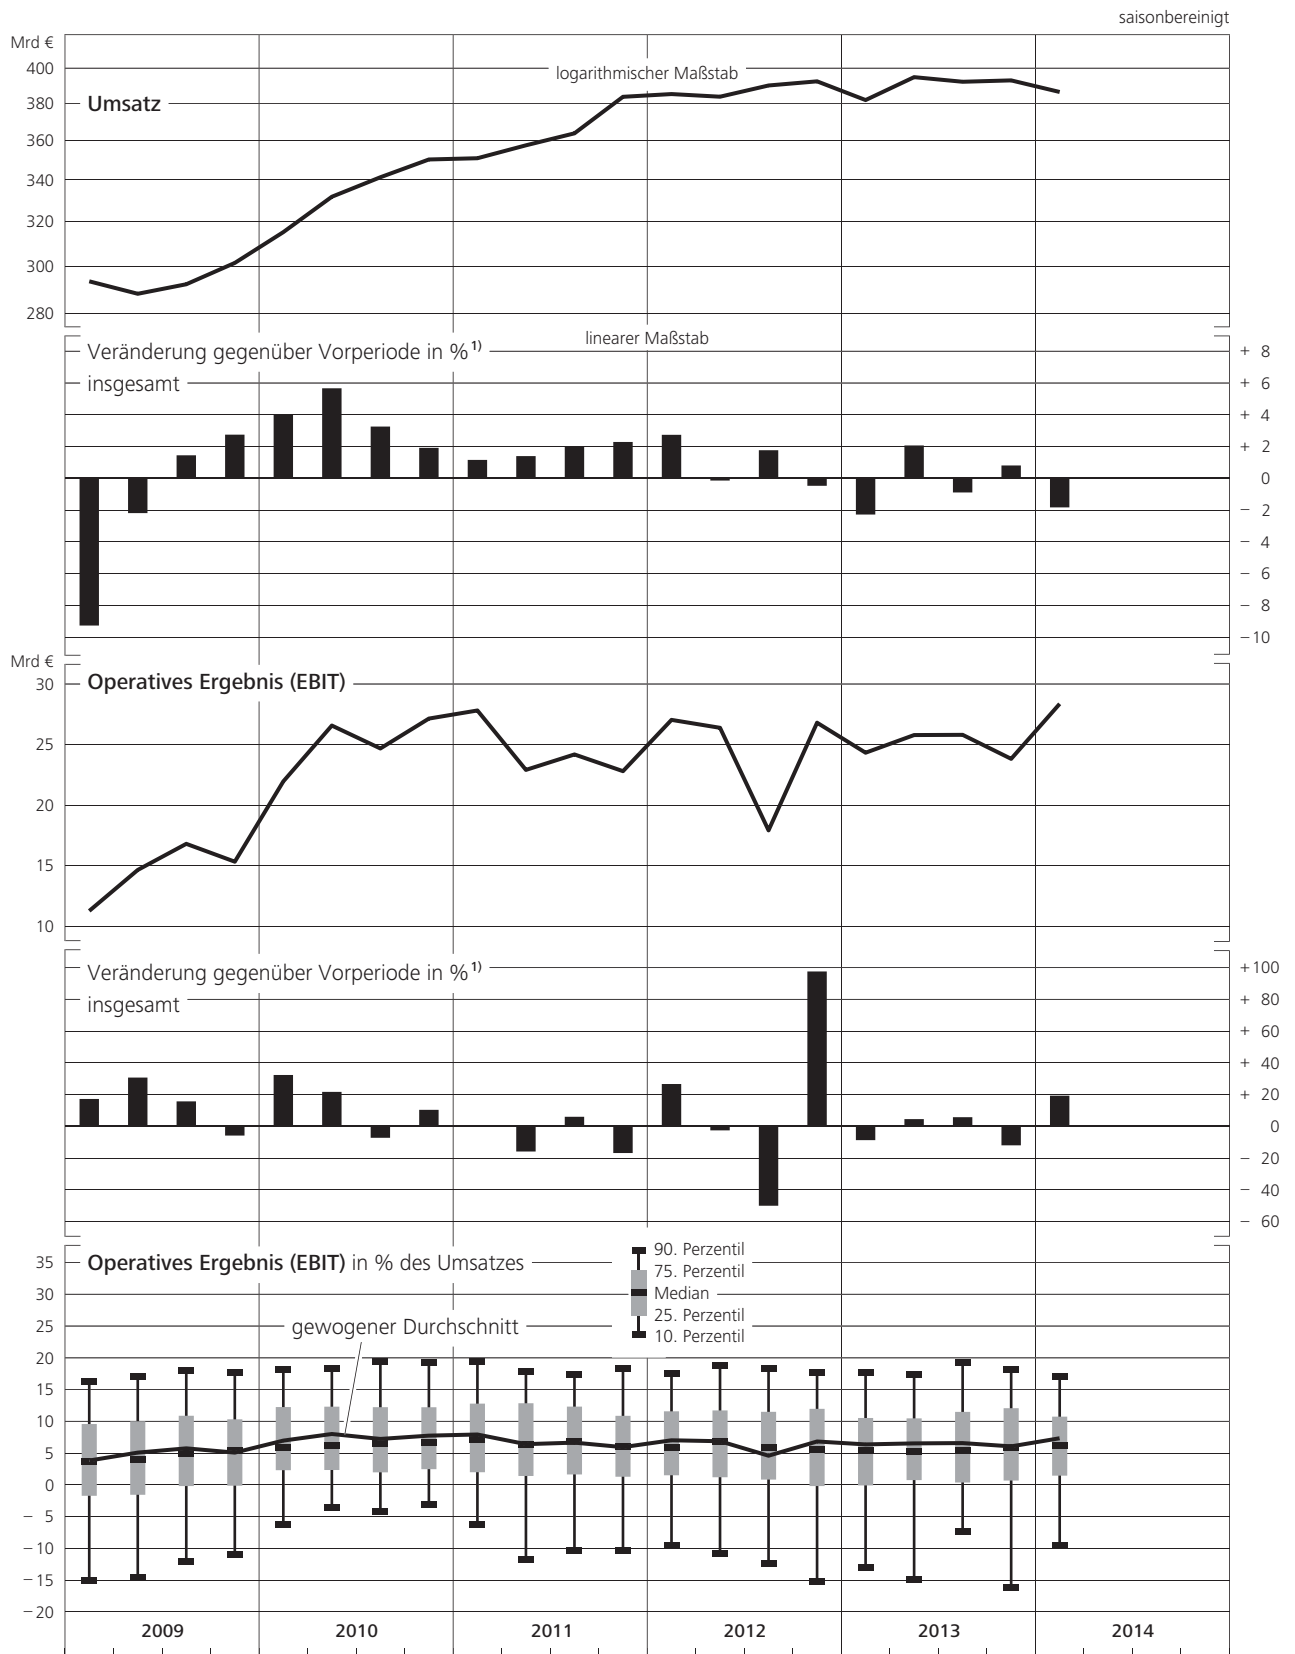 saisonbereinigt
Mrd €
logarithmischer Maßstab
400
Umsatz
380
360
340
320
300
280
linearer Maßstab
Veränderung gegenüber Vorperiode in %¹⁾
insgesamt
+ 8
+ 6
+ 4
+ 2
0
− 2
− 4
− 6
− 8
−10
Mrd €
Operatives Ergebnis (EBIT)
30
25
20
15
10
Veränderung gegenüber Vorperiode in %¹⁾
insgesamt
+100
+ 80
+ 60
+ 40
+ 20
0
− 20
− 40
− 60
Operatives Ergebnis (EBIT) in % des Umsatzes
90. Perzentil
75. Perzentil
Median
25. Perzentil
10. Perzentil
gewogener Durchschnitt
35
30
25
20
15
10
5
0
− 5
−10
−15
−20
2009 2010 2011 2012 2013 2014